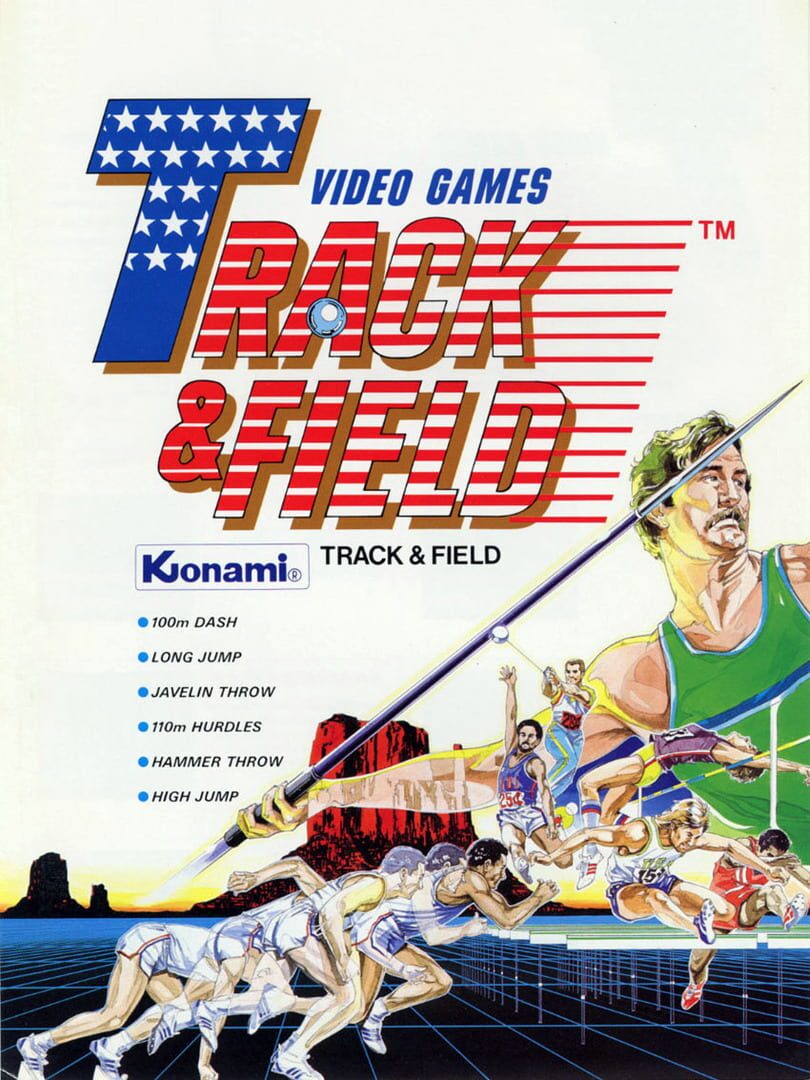 VIDEO GAMES
TRACK
& FIELD
TM
Konami®
TRACK & FIELD
● 100m DASH
● LONG JUMP
● JAVELIN THROW
● 110m HURDLES
● HAMMER THROW
● HIGH JUMP
254